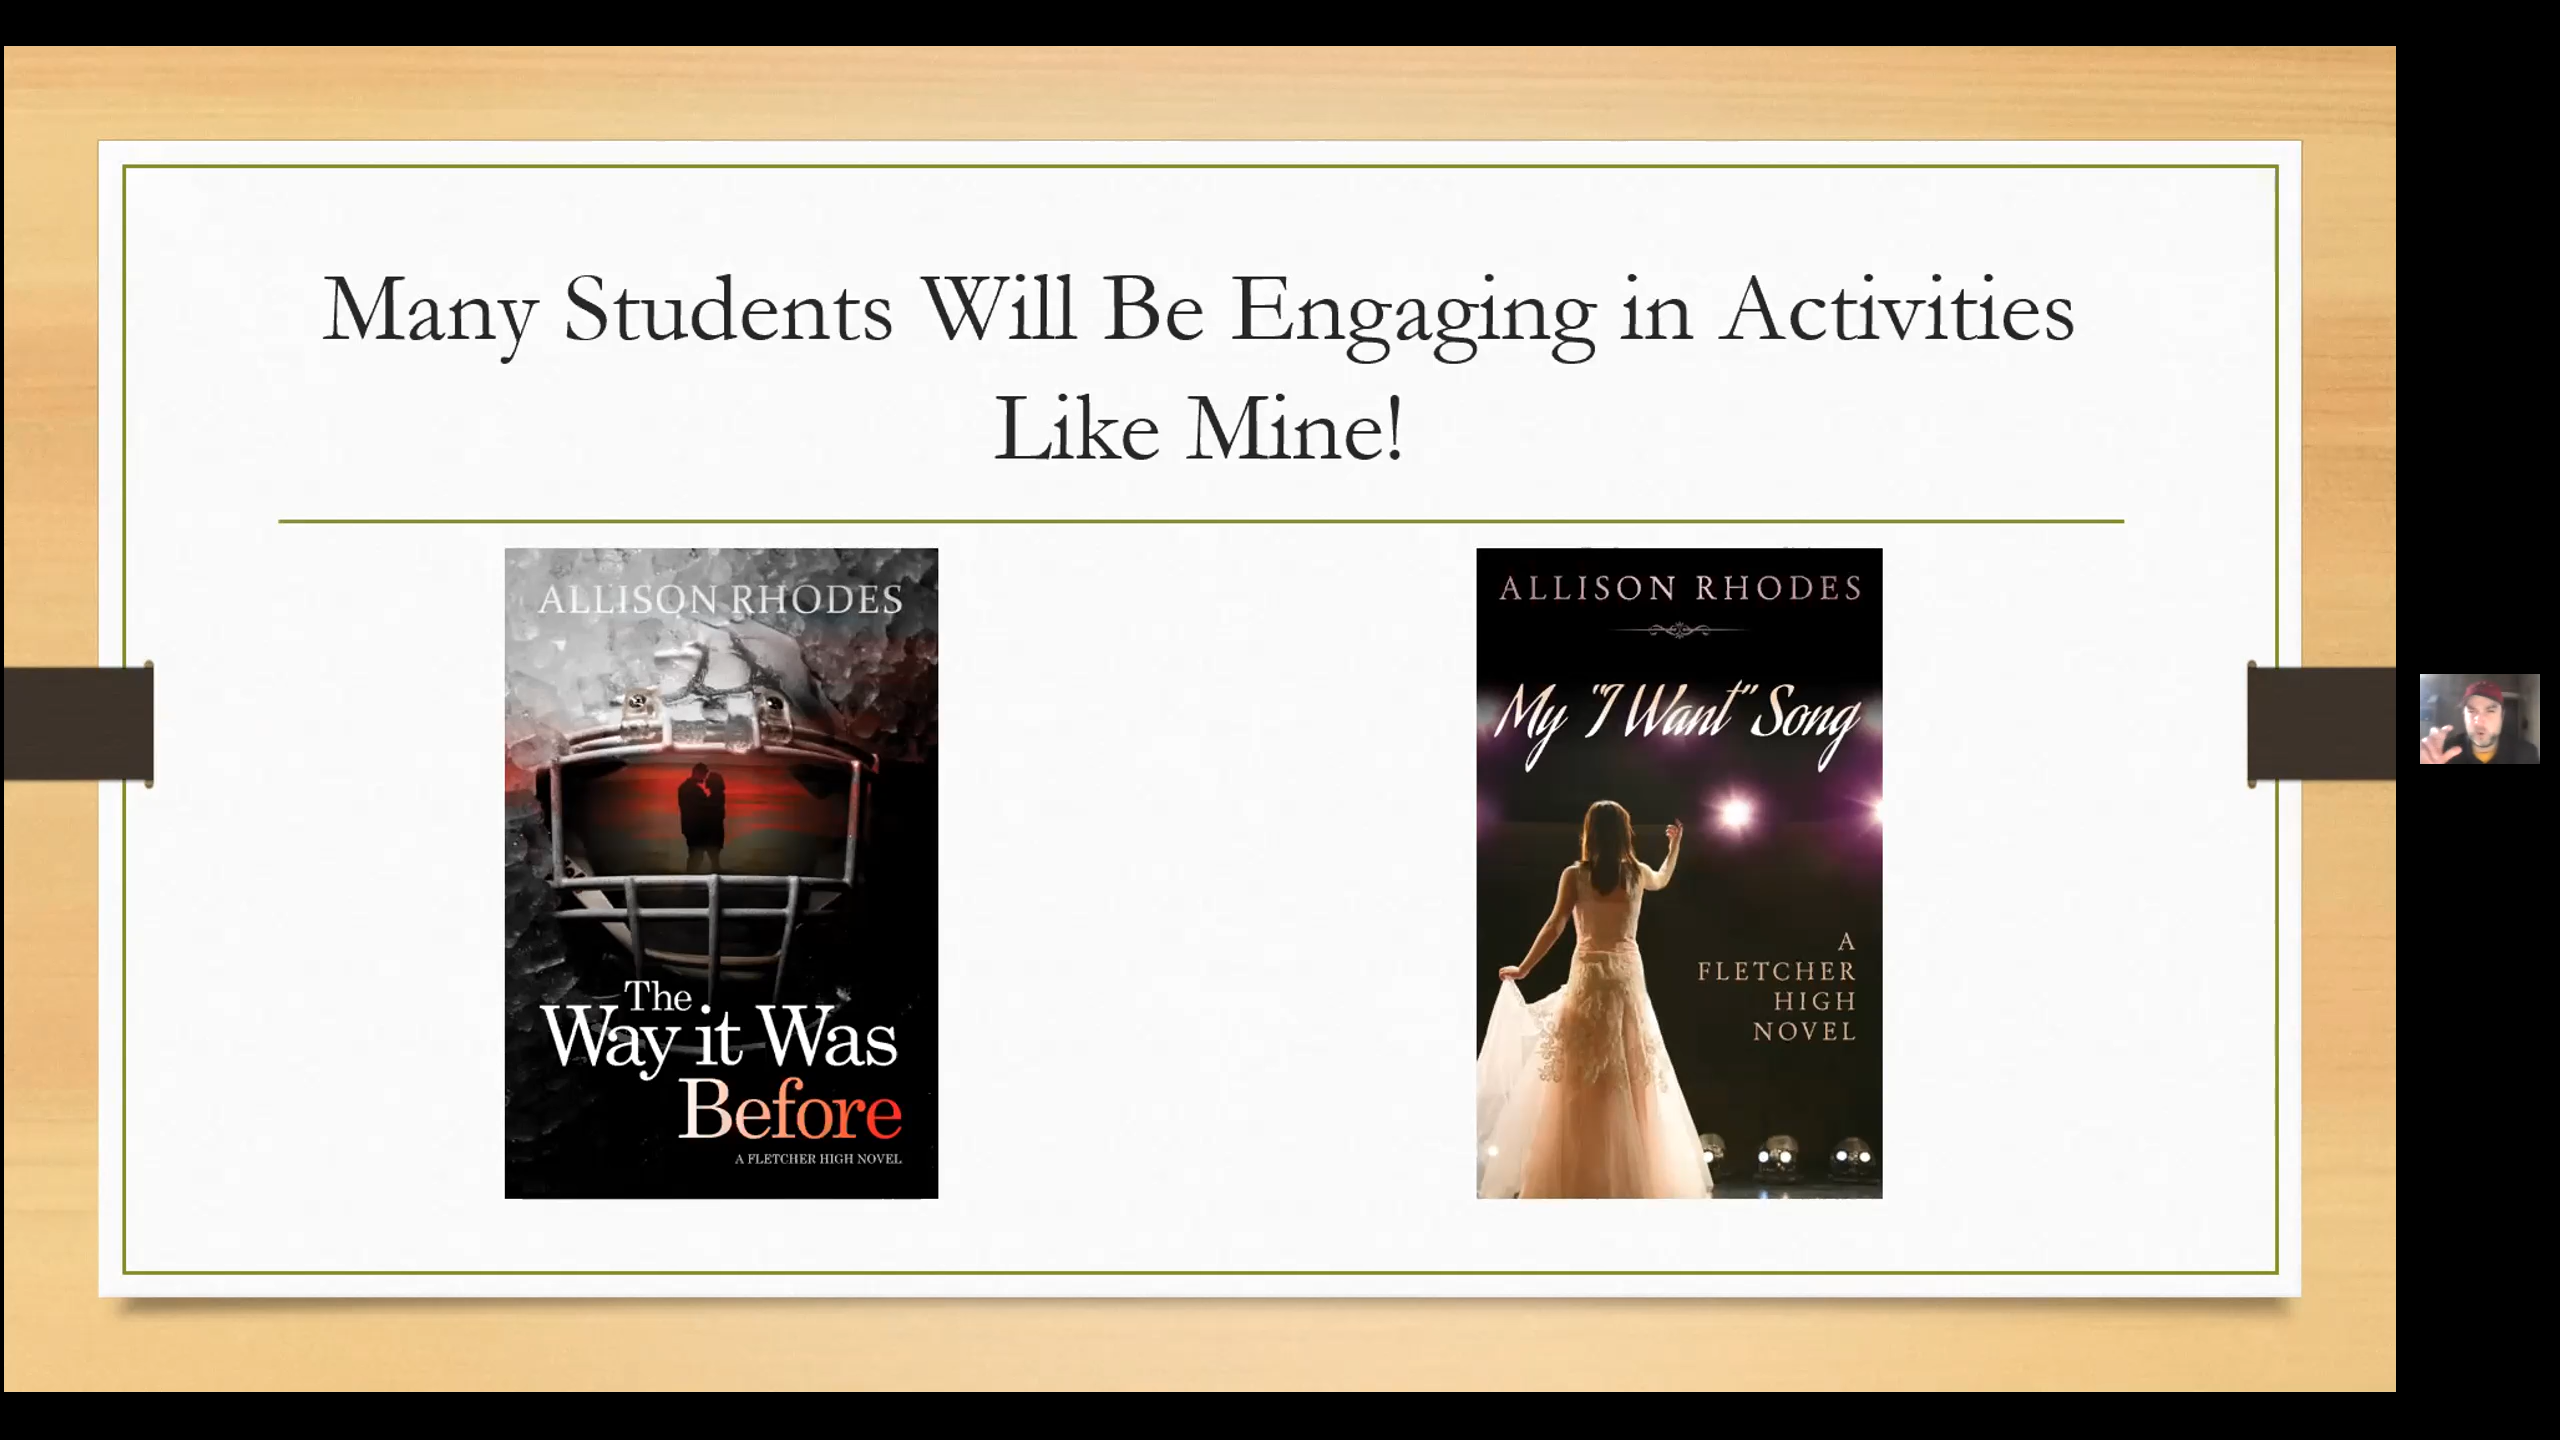 Many Students Will Be Engaging in Activities
Like Mine!
ALLISON RHODES
The
Way it Was
Before
A FLETCHER HIGH NOVEL
ALLISON RHODES
My "I Want" Song
A
FLETCHER
HIGH
NOVEL